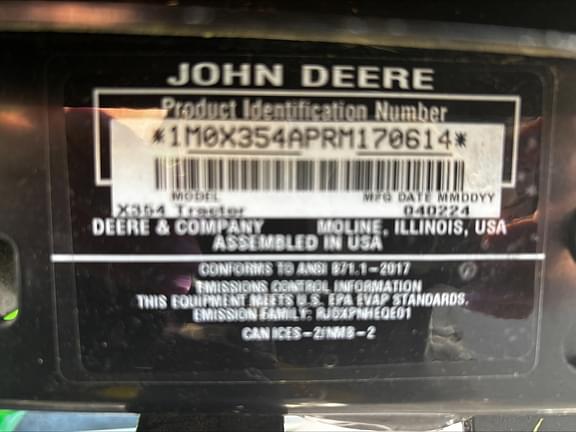 JOHN DEERE
Product Identification Number
*1M0X354APRM170614*
MODEL MFG DATE MMDDYY
X354 Tractor 040224
DEERE & COMPANY MOLINE, ILLINOIS, USA
ASSEMBLED IN USA
CONFORMS TO ANSI B71.1-2017
EMISSIONS CONTROL INFORMATION
THIS EQUIPMENT MEETS U.S. EPA EVAP STANDARDS.
EMISSION FAMILY:
CAN ICES-2/NMB-2